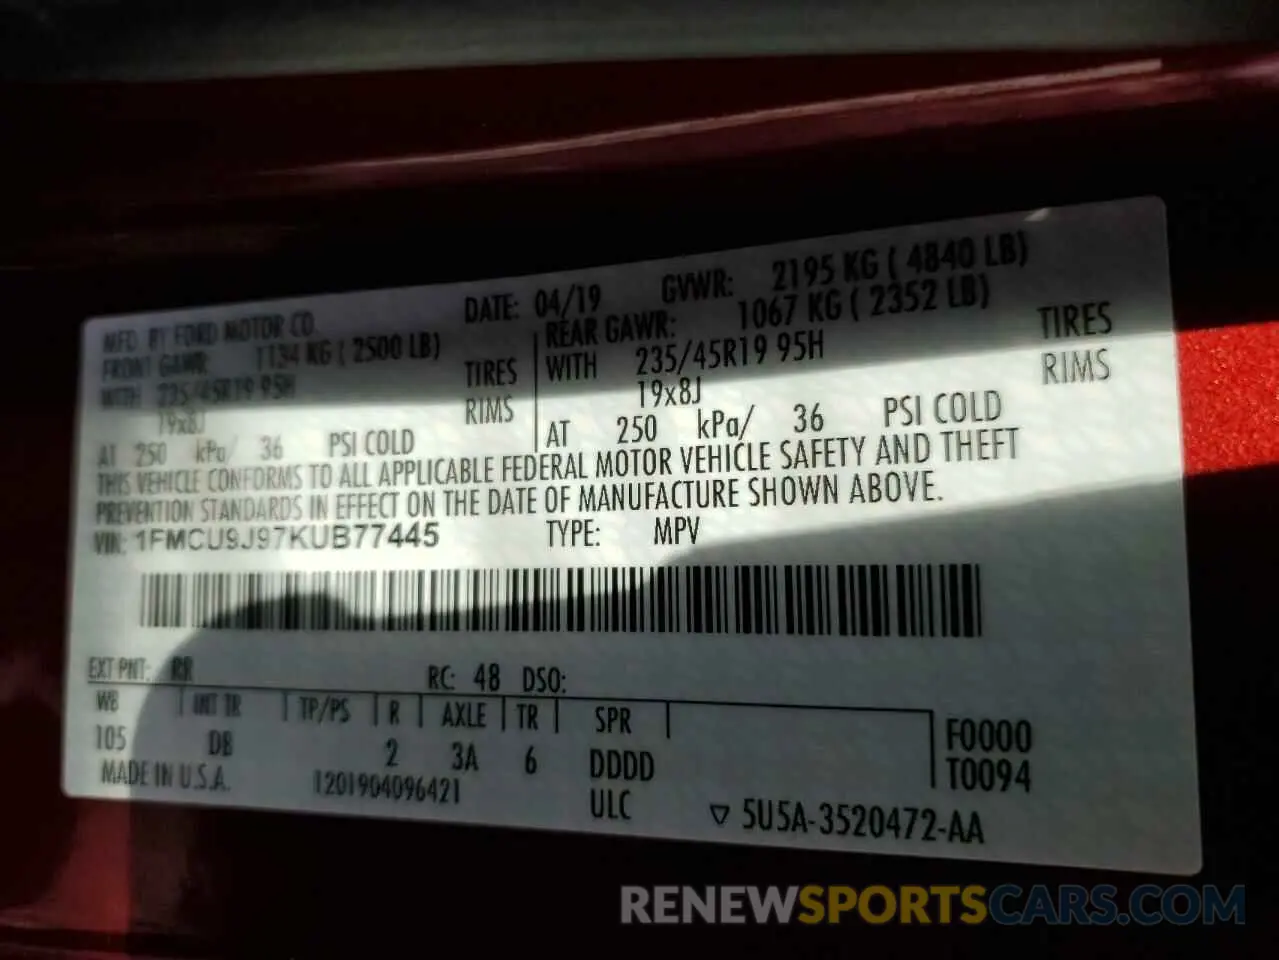 MFD. BY FORD MOTOR CO. DATE: 04/19 GVWR: 2195 KG ( 4840 LB)
FRONT GAWR: 1134 KG ( 2500 LB) REAR GAWR: 1067 KG ( 2352 LB)
WITH 235/45R19 95H TIRES WITH 235/45R19 95H TIRES
19x8J RIMS 19x8J RIMS
AT 250 kPa/ 36 PSI COLD AT 250 kPa/ 36 PSI COLD
THIS VEHICLE CONFORMS TO ALL APPLICABLE FEDERAL MOTOR VEHICLE SAFETY AND THEFT
PREVENTION STANDARDS IN EFFECT ON THE DATE OF MANUFACTURE SHOWN ABOVE.
VIN: 1FMCU9J97KUB77445 TYPE: MPV
EXT PNT: RR RC: 48 DSO:
WB INT TR TP/PS R AXLE TR SPR F0000
105 DB 2 3A 6 DDDD T0094
MADE IN U.S.A. 1201904096421 ULC ▽ 5U5A-3520472-AA
RENEWSPORTSCARS.COM